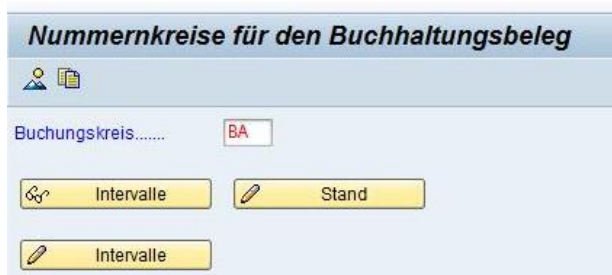 Nummernkreise für den Buchhaltungsbeleg
Buchungskreis....... BA
Intervalle Stand
Intervalle